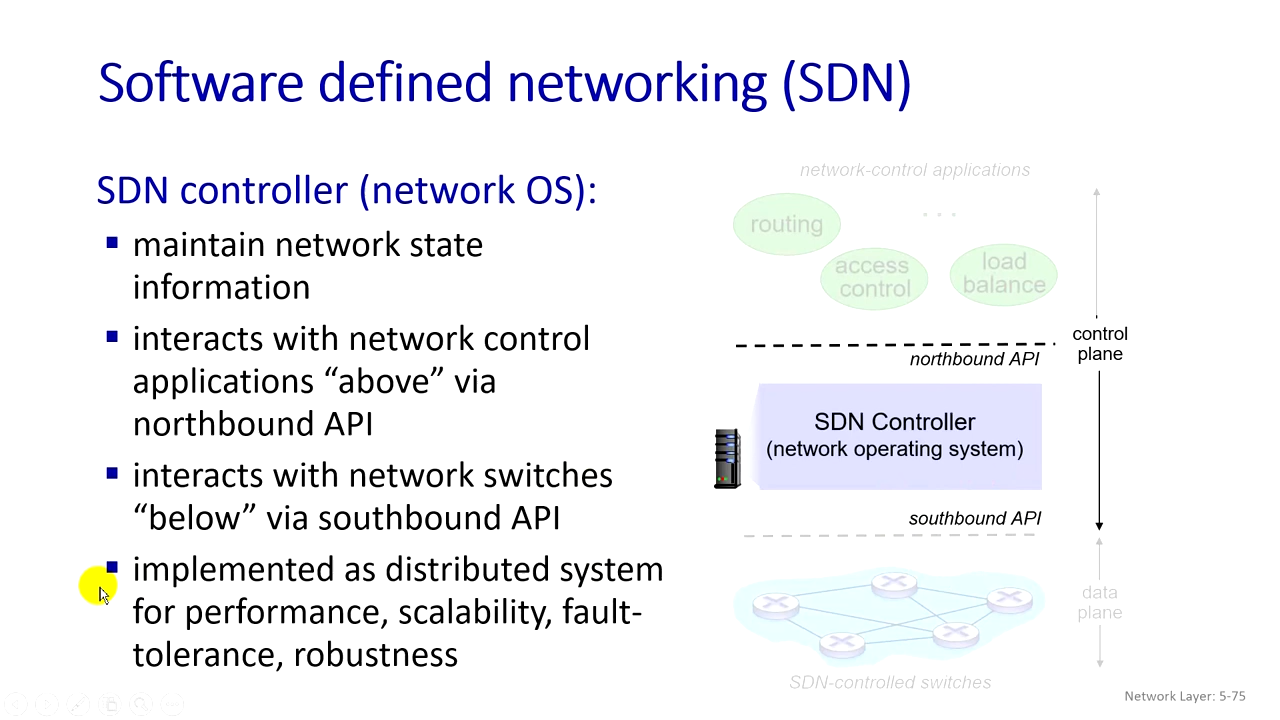 Software defined networking (SDN)
SDN controller (network OS):
maintain network state
information
interacts with network control
applications “above” via
northbound API
interacts with network switches
“below” via southbound API
implemented as distributed system
for performance, scalability, fault-
tolerance, robustness
network-control applications
routing
. . .
access
control
load
balance
control
plane
northbound API
SDN Controller
(network operating system)
southbound API
data
plane
SDN-controlled switches
Network Layer: 5-75